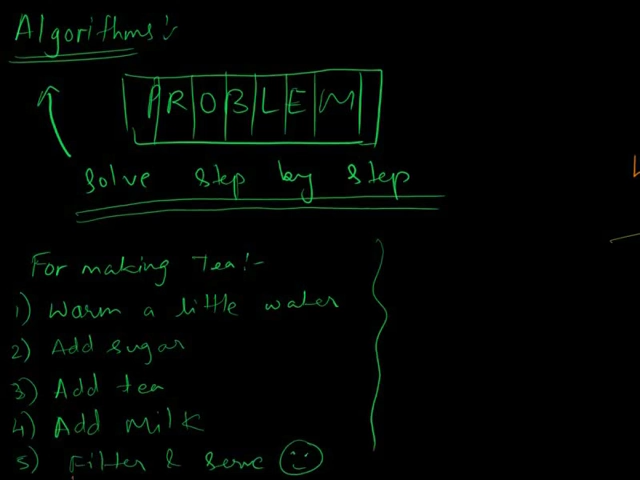 Algorithms:
PROBLEM
solve step by step
For making Tea:-
1) Warm a little water
2) Add sugar
3) Add tea
4) Add Milk
5) Filter & serve